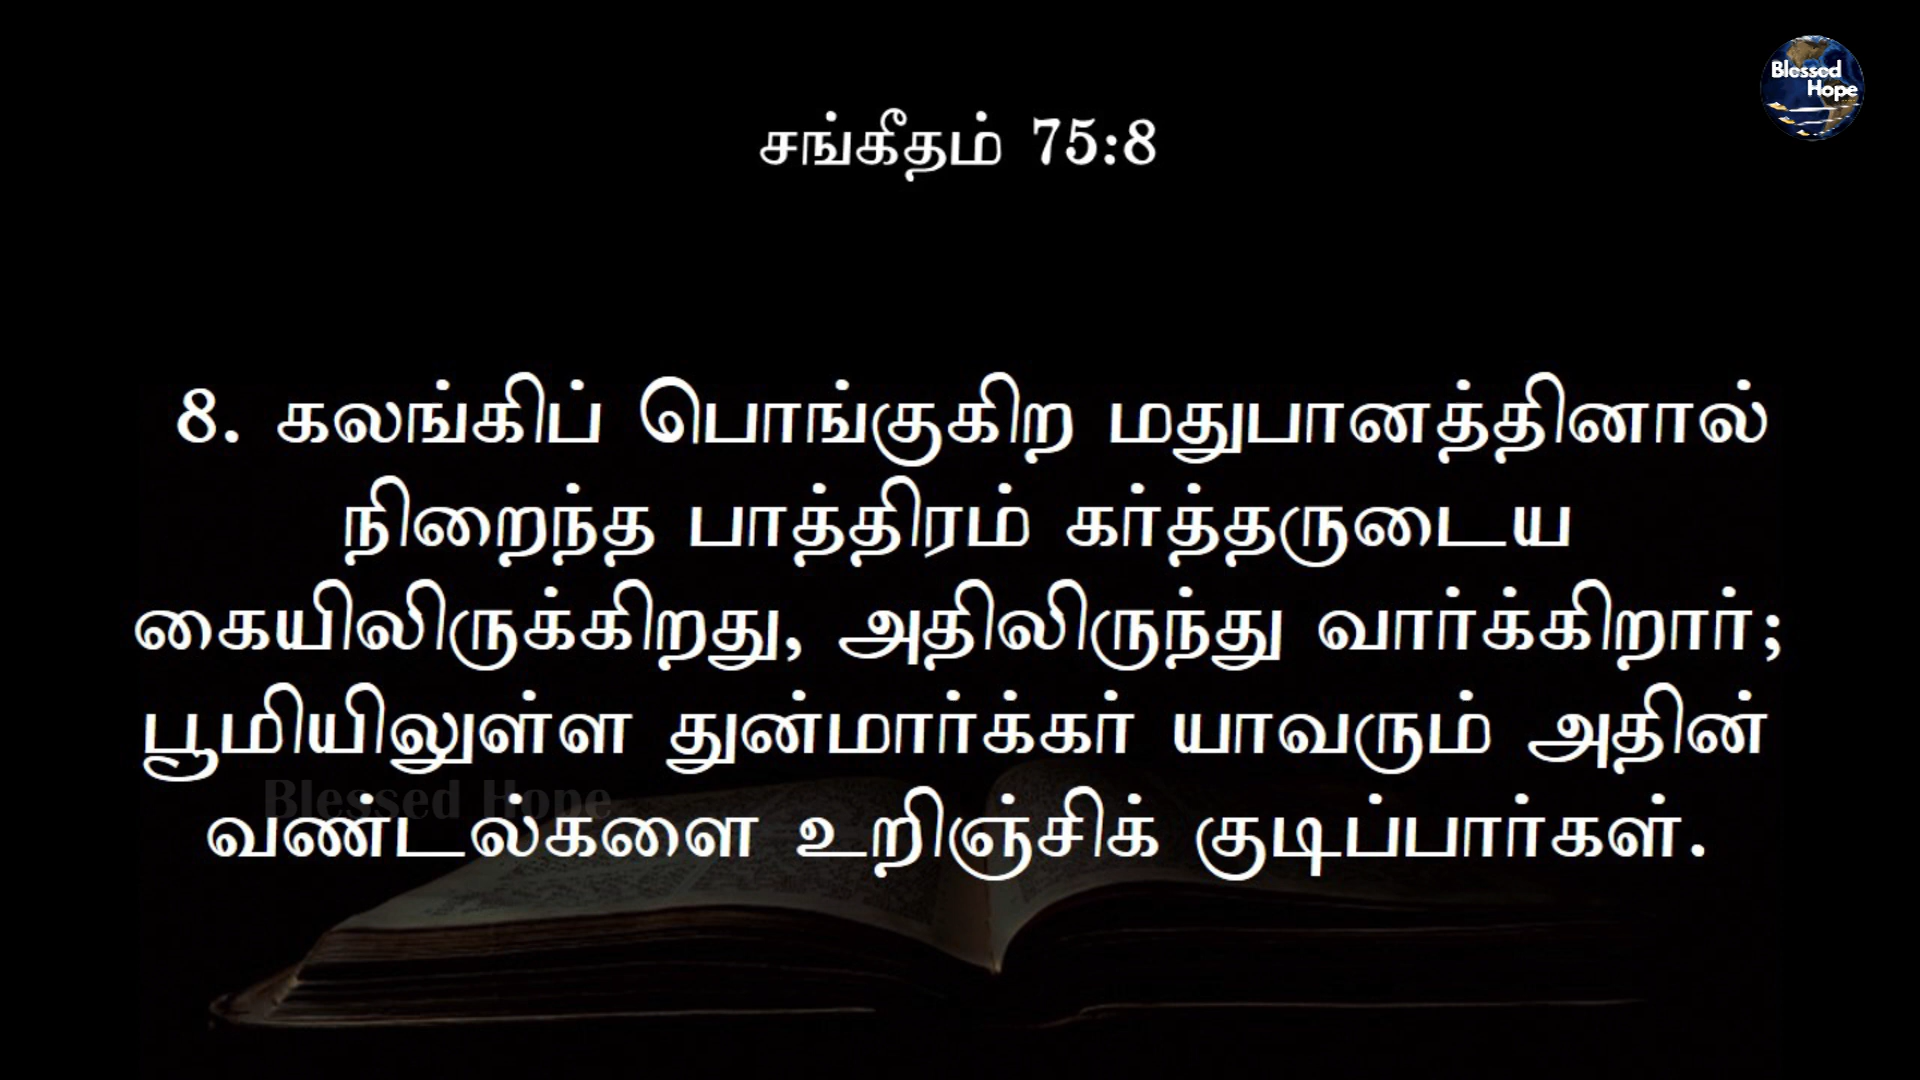 Blessed
Hope
சங்கீதம் 75:8
8. கலங்கிப் பொங்குகிற மதுபானத்தினால்
நிறைந்த பாத்திரம் கர்த்தருடைய
கையிலிருக்கிறது, அதிலிருந்து வார்க்கிறார்;
பூமியிலுள்ள துன்மார்க்கர் யாவரும் அதின்
Blessed Hope
வண்டல்களை உறிஞ்சிக் குடிப்பார்கள்.